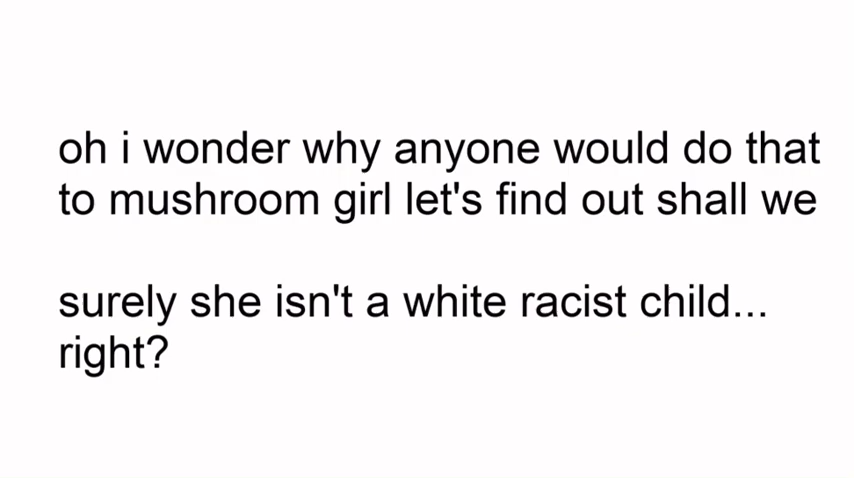 oh i wonder why anyone would do that
to mushroom girl let's find out shall we
surely she isn't a white racist child...
right?